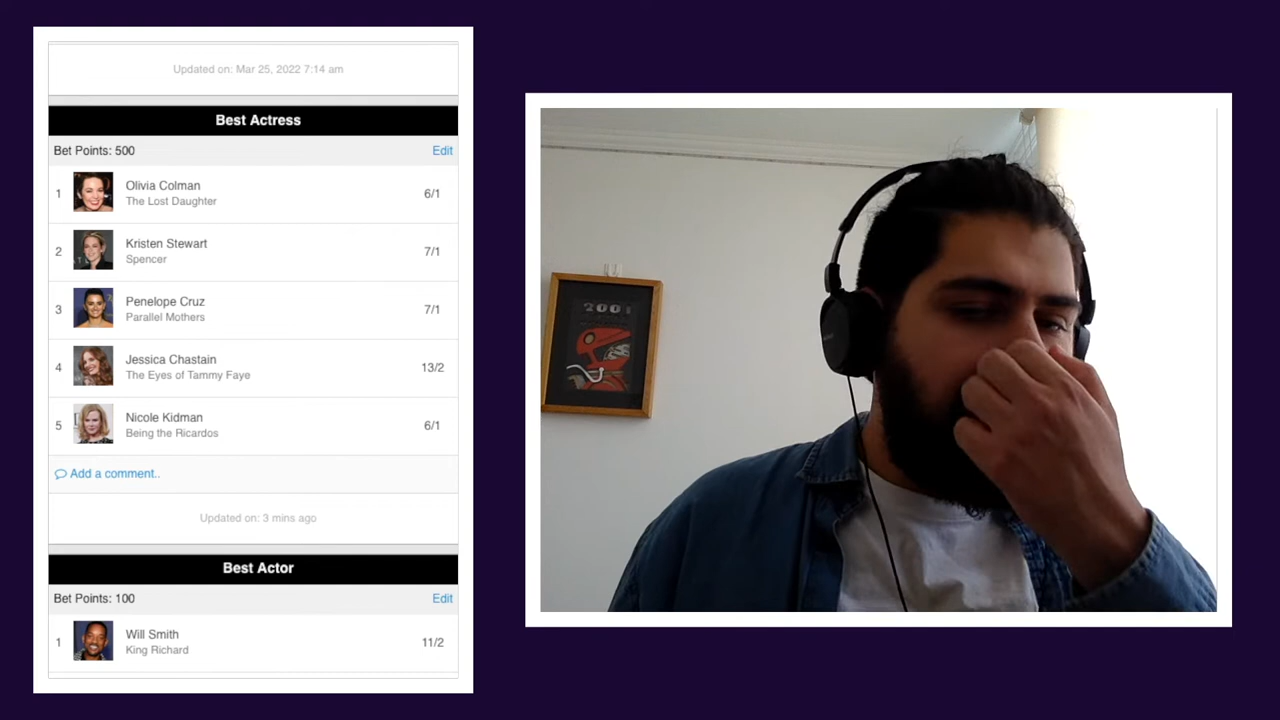 Updated on: Mar 25, 2022 7:14 am
Best Actress
Bet Points: 500 Edit
1 Olivia Colman 6/1
The Lost Daughter
2 Kristen Stewart 7/1
Spencer
3 Penelope Cruz 7/1
Parallel Mothers
4 Jessica Chastain 13/2
The Eyes of Tammy Faye
5 Nicole Kidman 6/1
Being the Ricardos
Add a comment..
Updated on: 3 mins ago
Best Actor
Bet Points: 100 Edit
1 Will Smith 11/2
King Richard
2001